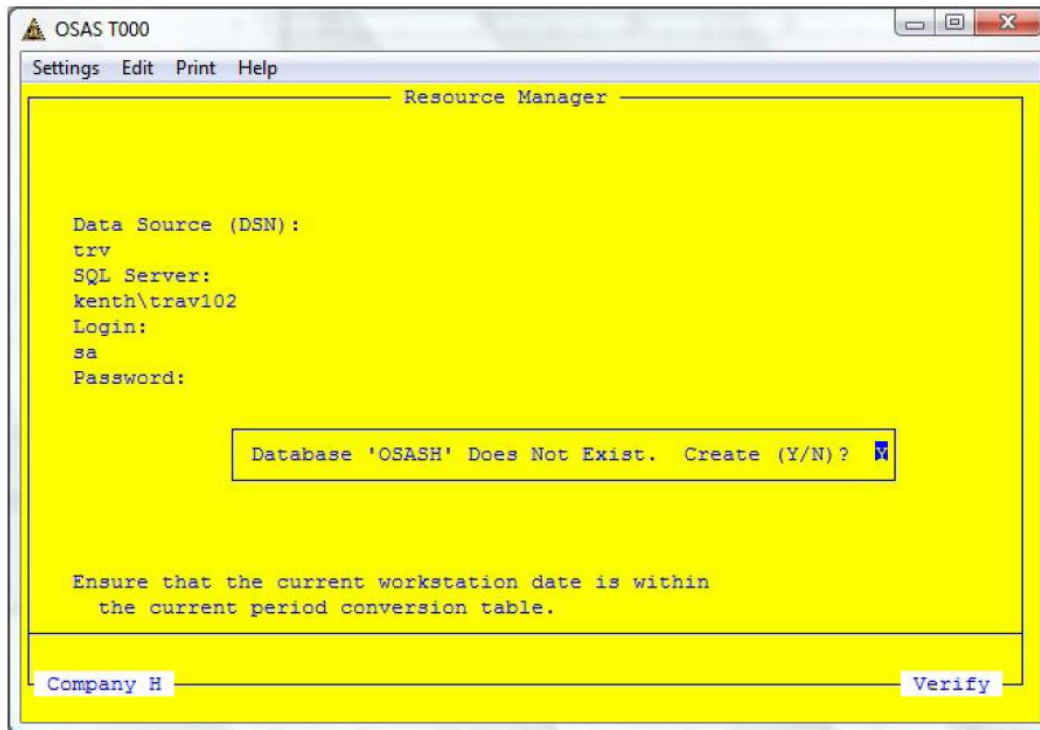 OSAS T000
Settings Edit Print Help
Resource Manager
Data Source (DSN):
trv
SQL Server:
kenth\trav102
Login:
sa
Password:
Database 'OSASH' Does Not Exist. Create (Y/N)? Y
Ensure that the current workstation date is within
the current period conversion table.
Company H Verify